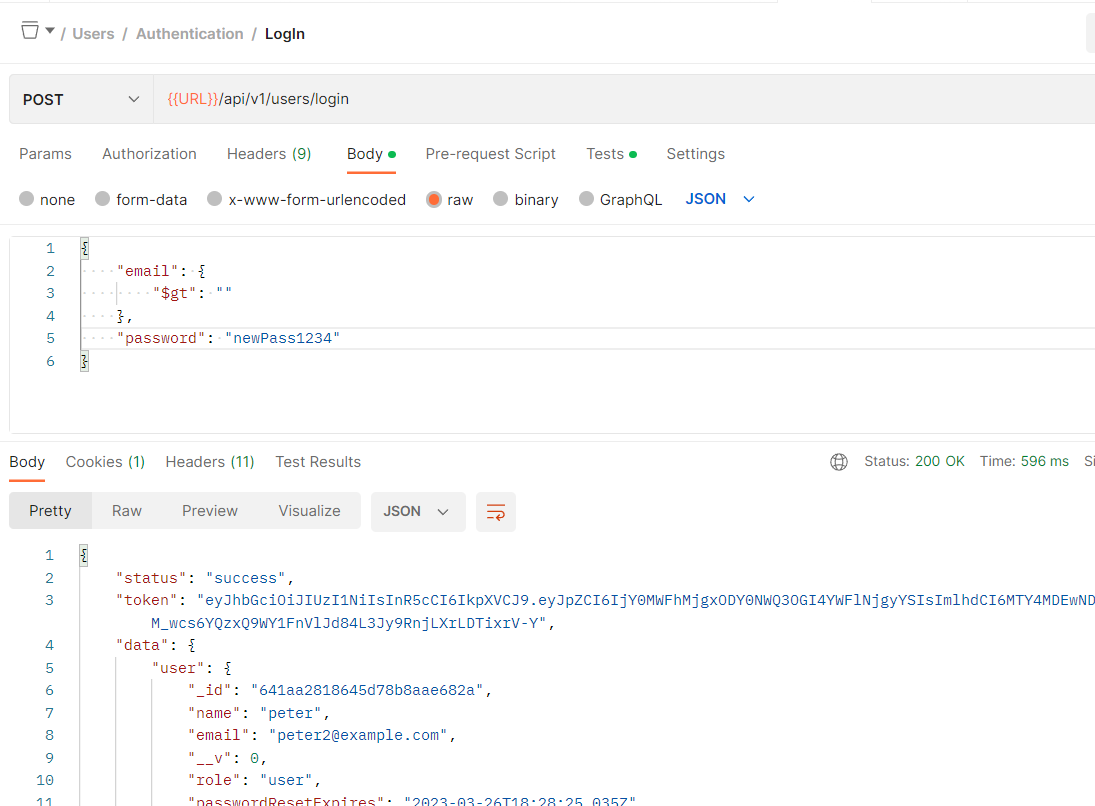 / Users / Authentication / LogIn
POST {{URL}}/api/v1/users/login
Params Authorization Headers (9) Body Pre-request Script Tests Settings
none form-data x-www-form-urlencoded raw binary GraphQL JSON
1 {
2 "email": {
3 "$gt": ""
4 },
5 "password": "newPass1234"
6 }
Body Cookies (1) Headers (11) Test Results Status: 200 OK Time: 596 ms Si
Pretty Raw Preview Visualize JSON
1 {
2 "status": "success",
3 "token": "eyJhbGciOiJIUzI1NiIsInR5cCI6IkpXVCJ9.eyJpZCI6IjY0MWFhMjgxODY0NWQ3OGI4YWFlNjgyYSIsImlhdCI6MTY4MDEwND
M_wcs6YQzxQ9WY1FnVlJd84L3Jy9RnjLXrLDTixrV-Y",
4 "data": {
5 "user": {
6 "_id": "641aa2818645d78b8aae682a",
7 "name": "peter",
8 "email": "peter2@example.com",
9 "__v": 0,
10 "role": "user",
11 "passwordResetExpires": "2023-03-26T18:28:25.035Z"